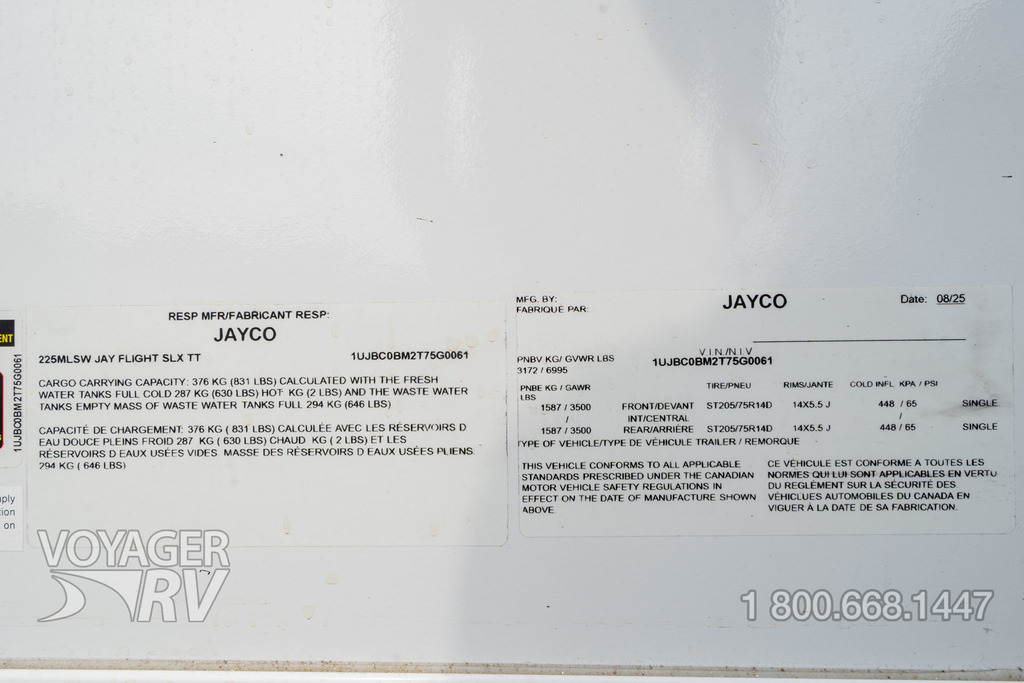 ENT
1UJBC0BM2T75G0061
ply
tion
on
RESP MFR/FABRICANT RESP:
JAYCO
225MLSW JAY FLIGHT SLX TT 1UJBC0BM2T75G0061
CARGO CARRYING CAPACITY: 376 KG (831 LBS) CALCULATED WITH THE FRESH
WATER TANKS FULL COLD 287 KG (630 LBS) HOT KG (2 LBS) AND THE WASTE WATER
TANKS EMPTY MASS OF WASTE WATER TANKS FULL 294 KG (646 LBS)
CAPACITÉ DE CHARGEMENT: 376 KG ( 831 LBS) CALCULÉE AVEC LES RÉSERVOIRS D
EAU DOUCE PLEINS FROID 287 KG ( 630 LBS) CHAUD KG ( 2 LBS) ET LES
RÉSERVOIRS D EAUX USÉES VIDES. MASSE DES RÉSERVOIRS D EAUX USÉES PLIENS
294 KG ( 646 LBS)
MFG. BY:
FABRIQUE PAR:
JAYCO
Date: 08/25
PNBV KG/ GVWR LBS
3172 / 6995
V.I.N./N.I.V
1UJBC0BM2T75G0061
PNBE KG / GAWR TIRE/PNEU RIMS/JANTE COLD INFL KPA / PSI
LBS
1587 / 3500 FRONT/DEVANT ST205/75R14D 14X5.5 J 448 / 65 SINGLE
/ INT/CENTRAL /
1587 / 3500 REAR/ARRIÈRE ST205/75R14D 14X5.5 J 448 / 65 SINGLE
TYPE OF VEHICLE/TYPE DE VÉHICULE TRAILER / REMORQUE
THIS VEHICLE CONFORMS TO ALL APPLICABLE
STANDARDS PRESCRIBED UNDER THE CANADIAN
MOTOR VEHICLE SAFETY REGULATIONS IN
EFFECT ON THE DATE OF MANUFACTURE SHOWN
ABOVE.
CE VÉHICULE EST CONFORME A TOUTES LES
NORMES QUI LUI SONT APPLICABLES EN VERTU
DU REGLÉMENT SUR LA SÉCURITÉ DES
VÉHICLUES AUTOMOBILES DU CANADA EN
VIGUER À LA DATE DE SA FABRICATION.
VOYAGER
RV
1 800.668.1447